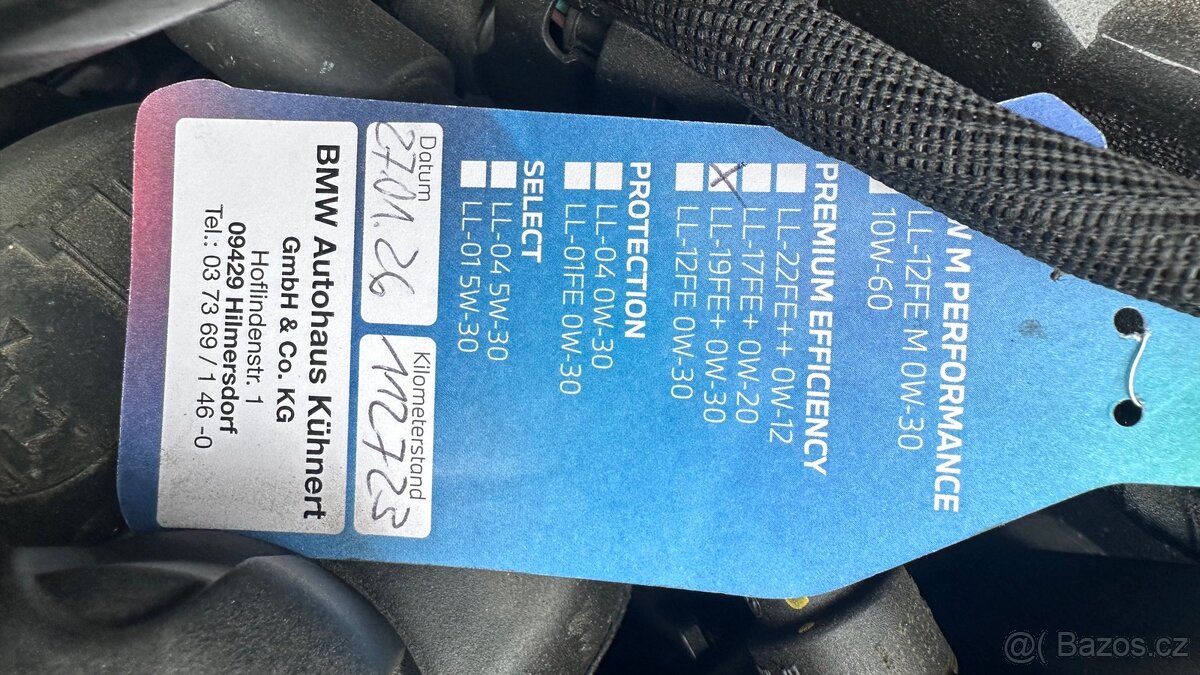 W M PERFORMANCE
LL-12FE M 0W-30
10W-60
PREMIUM EFFICIENCY
LL-22FE++ 0W-12
LL-17FE+ 0W-20
LL-19FE+ 0W-30
LL-12FE 0W-30
PROTECTION
LL-04 0W-30
LL-01FE 0W-30
SELECT
LL-04 5W-30
LL-01 5W-30
Datum
27.01.26
Kilometerstand
112723
BMW Autohaus Kühnert
GmbH & Co. KG
Hoflindenstr. 1
09429 Hilmersdorf
Tel.: 03 73 69 / 1 46 -0
@( Bazos.cz